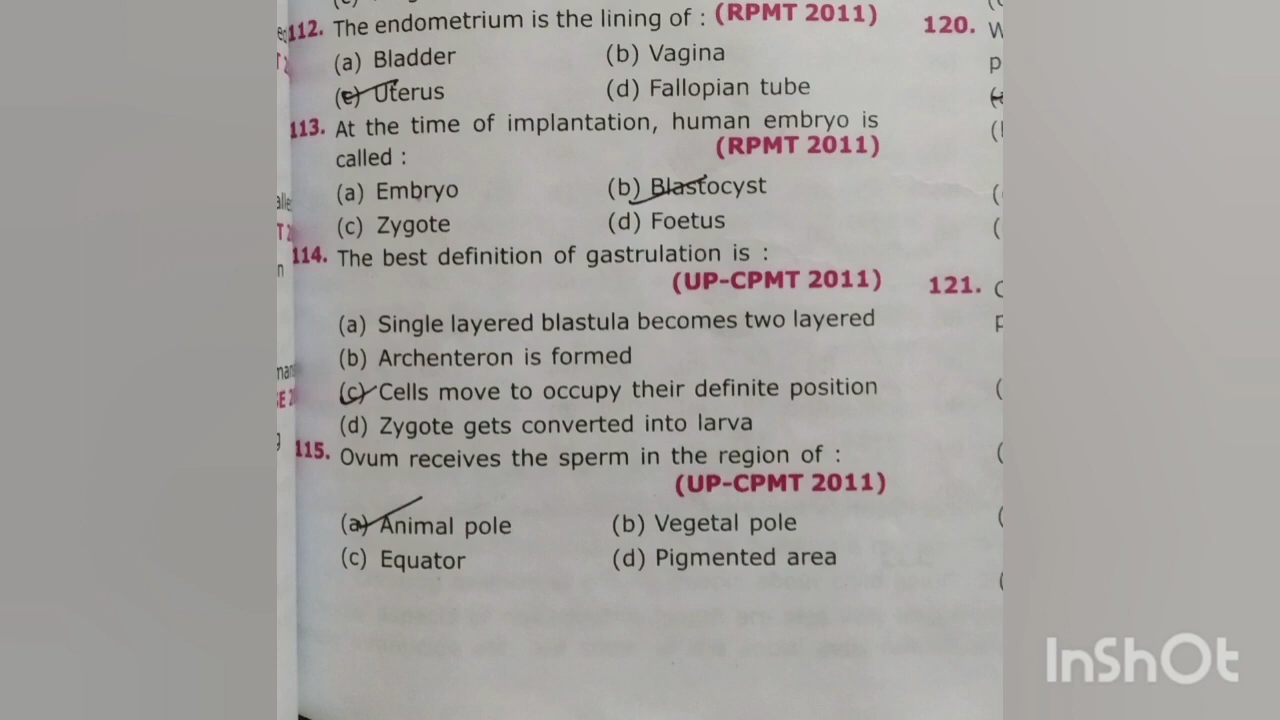 112. The endometrium is the lining of : (RPMT 2011)
(a) Bladder (b) Vagina
(c) Uterus (d) Fallopian tube
113. At the time of implantation, human embryo is
called : (RPMT 2011)
(a) Embryo (b) Blastocyst
(c) Zygote (d) Foetus
114. The best definition of gastrulation is :
(UP-CPMT 2011)
(a) Single layered blastula becomes two layered
(b) Archenteron is formed
(c) Cells move to occupy their definite position
(d) Zygote gets converted into larva
115. Ovum receives the sperm in the region of :
(UP-CPMT 2011)
(a) Animal pole (b) Vegetal pole
(c) Equator (d) Pigmented area
120.
121.
InShOt